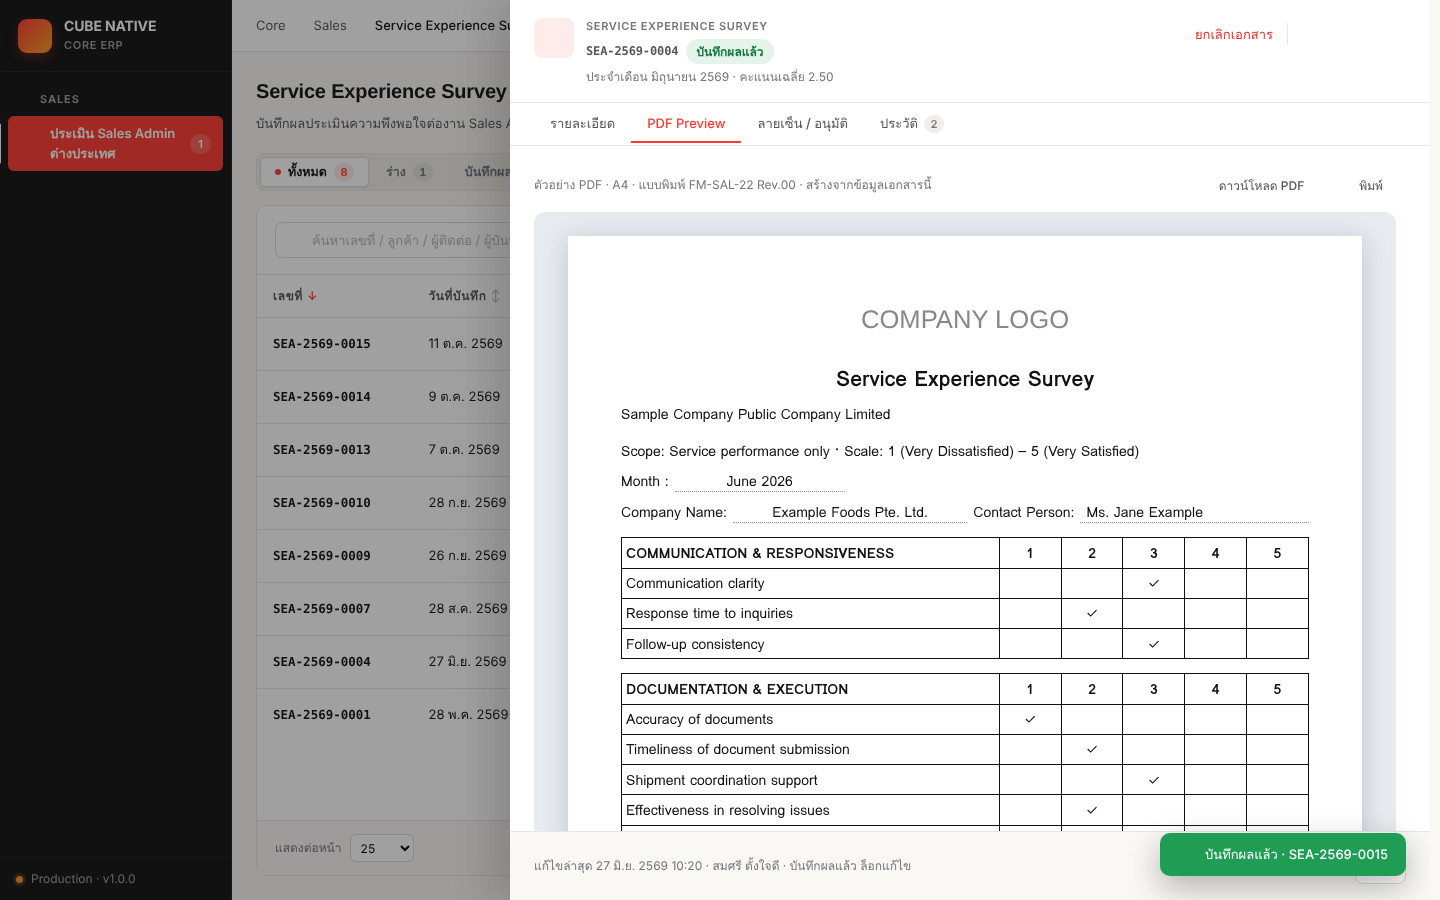 CUBE NATIVE
CORE ERP
SALES
ประเมิน Sales Admin
ต่างประเทศ
1
Production · v1.0.0
Core
Sales
Service Experience Su
Service Experience Survey
บันทึกผลประเมินความพึงพอใจต่องาน Sales A
ทั้งหมด 8
ร่าง 1
บันทึกผล
ค้นหาเลขที่ / ลูกค้า / ผู้ติดต่อ / ผู้บัน
เลขที่ วันที่บันทึก
SEA-2569-0015 11 ต.ค. 2569
SEA-2569-0014 9 ต.ค. 2569
SEA-2569-0013 7 ต.ค. 2569
SEA-2569-0010 28 ก.ย. 2569
SEA-2569-0009 26 ก.ย. 2569
SEA-2569-0007 28 ส.ค. 2569
SEA-2569-0004 27 มิ.ย. 2569
SEA-2569-0001 28 พ.ค. 2569
แสดงต่อหน้า 25
SERVICE EXPERIENCE SURVEY
SEA-2569-0004 บันทึกผลแล้ว
ประจำเดือน มิถุนายน 2569 · คะแนนเฉลี่ย 2.50
ยกเลิกเอกสาร
รายละเอียด PDF Preview ลายเซ็น / อนุมัติ ประวัติ 2
ตัวอย่าง PDF · A4 · แบบพิมพ์ FM-SAL-22 Rev.00 · สร้างจากข้อมูลเอกสารนี้
ดาวน์โหลด PDF พิมพ์
COMPANY LOGO
Service Experience Survey
Sample Company Public Company Limited
Scope: Service performance only · Scale: 1 (Very Dissatisfied) – 5 (Very Satisfied)
Month : June 2026
Company Name: Example Foods Pte. Ltd. Contact Person: Ms. Jane Example
COMMUNICATION & RESPONSIVENESS 1 2 3 4 5
Communication clarity ✓
Response time to inquiries ✓
Follow-up consistency ✓
DOCUMENTATION & EXECUTION 1 2 3 4 5
Accuracy of documents ✓
Timeliness of document submission ✓
Shipment coordination support ✓
Effectiveness in resolving issues ✓
แก้ไขล่าสุด 27 มิ.ย. 2569 10:20 · สมศรี ตั้งใจดี · บันทึกผลแล้ว ล็อกแก้ไข
บันทึกผลแล้ว · SEA-2569-0015